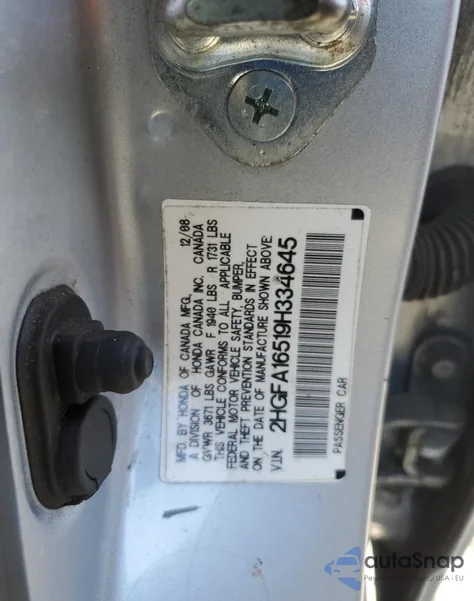 MFD. BY HONDA OF CANADA MFG. 12/08
A DIVISION OF HONDA CANADA INC. CANADA
GVWR 3671 LBS GAWR F 1940 LBS R 1731 LBS
THIS VEHICLE CONFORMS TO ALL APPLICABLE
FEDERAL MOTOR VEHICLE SAFETY, BUMPER,
AND THEFT PREVENTION STANDARDS IN EFFECT
ON THE DATE OF MANUFACTURE SHOWN ABOVE.
V.I.N. 2HGFA16519H334645
PASSENGER CAR
autoSnap